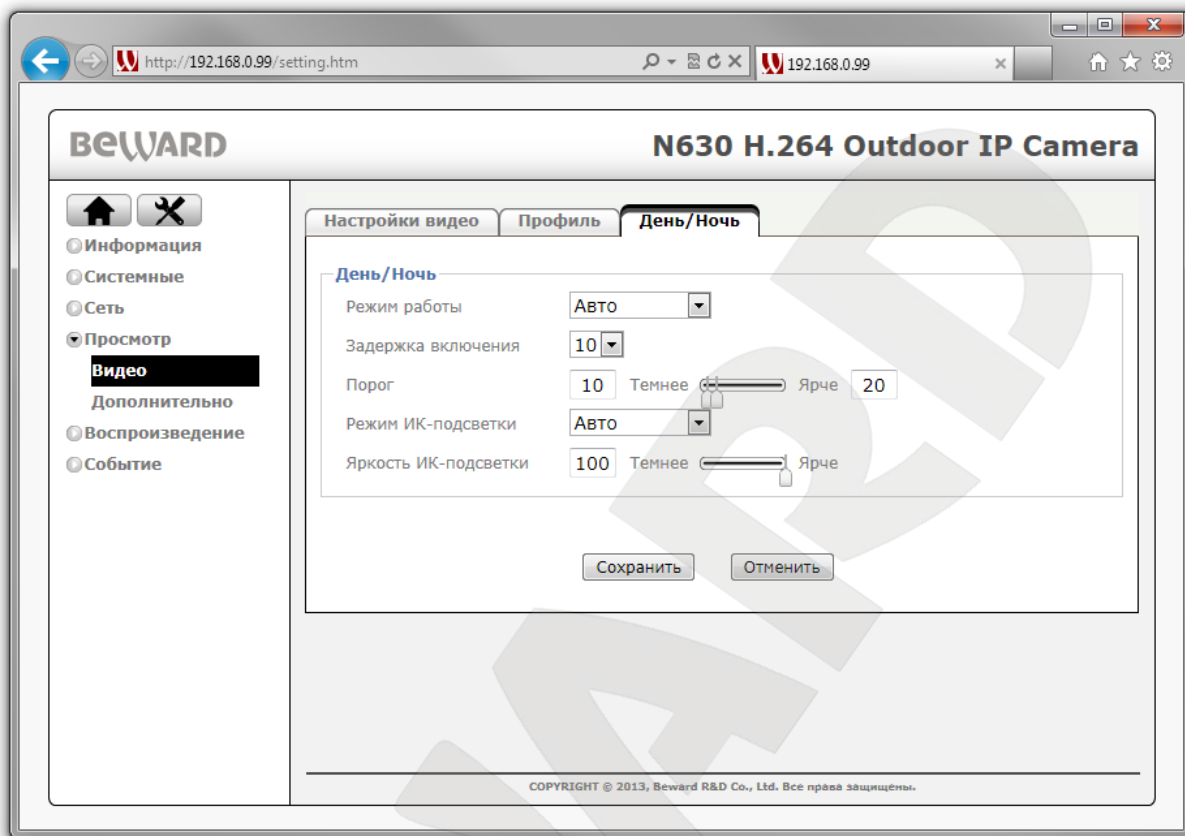 http://192.168.0.99/setting.htm
192.168.0.99
BEWARD
N630 H.264 Outdoor IP Camera
Информация
Системные
Сеть
Просмотр
Видео
Дополнительно
Воспроизведение
Событие
Настройки видео Профиль День/Ночь
День/Ночь
Режим работы Авто
Задержка включения 10
Порог 10 Темнее Ярче 20
Режим ИК-подсветки Авто
Яркость ИК-подсветки 100 Темнее Ярче
Сохранить Отменить
COPYRIGHT © 2013, Beward R&D Co., Ltd. Все права защищены.
WARD